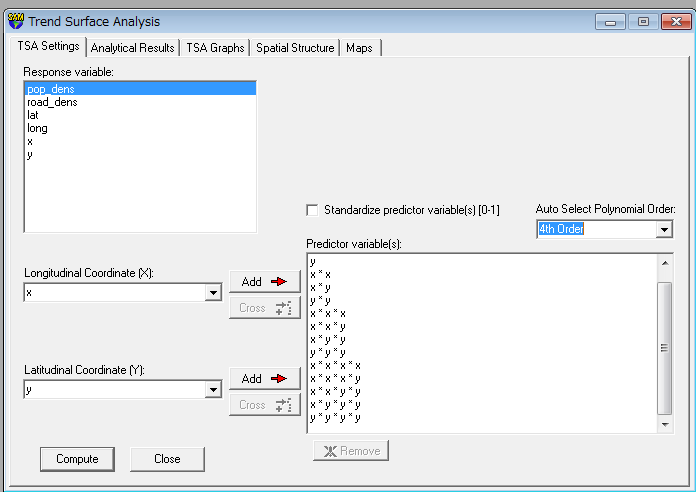 SAM
Trend Surface Analysis
TSA Settings
Analytical Results
TSA Graphs
Spatial Structure
Maps
Response variable:
pop_dens
road_dens
lat
long
x
y
Standardize predictor variable(s) [0-1]
Auto Select Polynomial Order:
4th Order
Predictor variable(s):
y
x * x
x * y
y * y
x * x * x
x * x * y
x * y * y
y * y * y
x * x * x * x
x * x * x * y
x * x * y * y
x * y * y * y
y * y * y * y
Longitudinal Coordinate (X):
x
Add
Cross
Latitudinal Coordinate (Y):
y
Add
Cross
Remove
Compute
Close